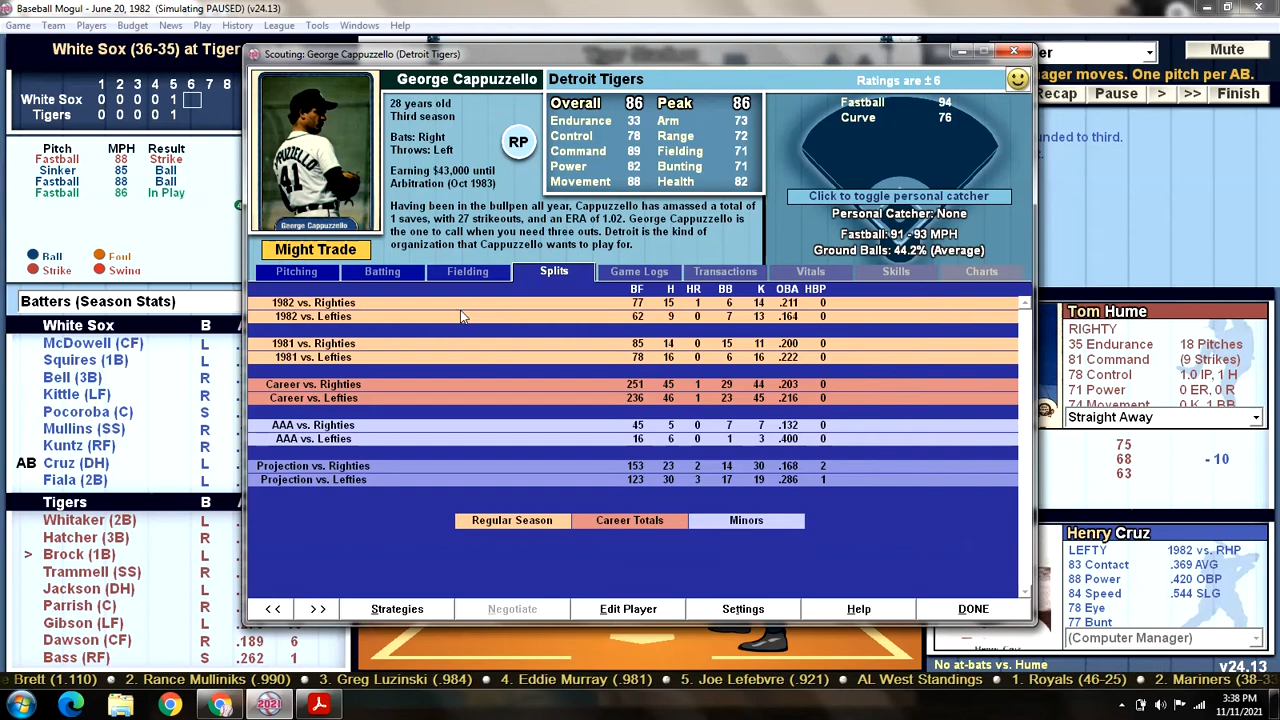 Baseball Mogul - June 20, 1982 (Simulating PAUSED) (v24.13)
Game Team Players Budget News Play History League Tools Windows Help
White Sox (36-35) at Tiger
1 2 3 4 5 6 7 8
White Sox 0 0 0 0 1
Tigers 0 0 0 0 1
Pitch MPH Result
Fastball 88 Strike
Sinker 85 Ball
Fastball 88 Ball
Fastball 86 In Play
Ball Foul
Strike Swing
Batters (Season Stats)
White Sox B
McDowell (CF) L
Squires (1B) L
Bell (3B) R
Kittle (LF) R
Pocoroba (C) S
Mullins (SS) R
Kuntz (RF) R
AB Cruz (DH) L
Fiala (2B) L
Tigers B
Whitaker (2B) L
Hatcher (3B) R
> Brock (1B) L
Trammell (SS) R
Jackson (DH) L
Parrish (C) R
Gibson (LF) L
Dawson (CF) R .189 6
Bass (RF) S .262 1
Scouting: George Cappuzzello (Detroit Tigers)
George Cappuzzello
28 years old
Third season
Bats: Right
Throws: Left
Earning $43,000 until
Arbitration (Oct 1983)
RP
Detroit Tigers
Overall 86 Peak 86
Endurance 33 Arm 73
Control 78 Range 72
Command 89 Fielding 71
Power 82 Bunting 71
Movement 88 Health 82
Ratings are ± 6
Fastball 94
Curve 76
Click to toggle personal catcher
Personal Catcher: None
Fastball: 91 - 93 MPH
Ground Balls: 44.2% (Average)
George Cappuzzello
Might Trade
Having been in the bullpen all year, Cappuzzello has amassed a total of
1 saves, with 27 strikeouts, and an ERA of 1.02. George Cappuzzello is
the one to call when you need three outs. Detroit is the kind of
organization that Cappuzzello wants to play for.
Pitching Batting Fielding Splits Game Logs Transactions Vitals Skills Charts
BF H HR BB K OBA HBP
1982 vs. Righties 77 15 1 6 14 .211 0
1982 vs. Lefties 62 9 0 7 13 .164 0
1981 vs. Righties 85 14 0 15 11 .200 0
1981 vs. Lefties 78 16 0 6 16 .222 0
Career vs. Righties 251 45 1 29 44 .203 0
Career vs. Lefties 236 46 1 23 45 .216 0
AAA vs. Righties 45 5 0 7 7 .132 0
AAA vs. Lefties 16 6 0 1 3 .400 0
Projection vs. Righties 153 23 2 14 30 .168 2
Projection vs. Lefties 123 30 3 17 19 .286 1
Regular Season Career Totals Minors
<< >> Strategies Negotiate Edit Player Settings Help DONE
Mute
nager moves. One pitch per AB.
Recap Pause > >> Finish
unded to third.
Tom Hume
RIGHTY
35 Endurance 18 Pitches
81 Command (9 Strikes)
78 Control 1.0 IP, 1 H
71 Power 0 ER, 0 R
74 Movement 0 K, 1 BB
Straight Away
75
68 - 10
63
Henry Cruz
LEFTY 1982 vs. RHP
83 Contact .369 AVG
88 Power .420 OBP
84 Speed .544 SLG
78 Eye
77 Bunt
(Computer Manager)
No at-bats vs. Hume v24.13
e Brett (1.110) • 2. Rance Mulliniks (.990) • 3. Greg Luzinski (.984) • 4. Eddie Murray (.981) • 5. Joe Lefebvre (.921) AL West Standings • 1. Royals (46-25) • 2. Mariners (38-3
2021
3:38 PM
11/11/2021